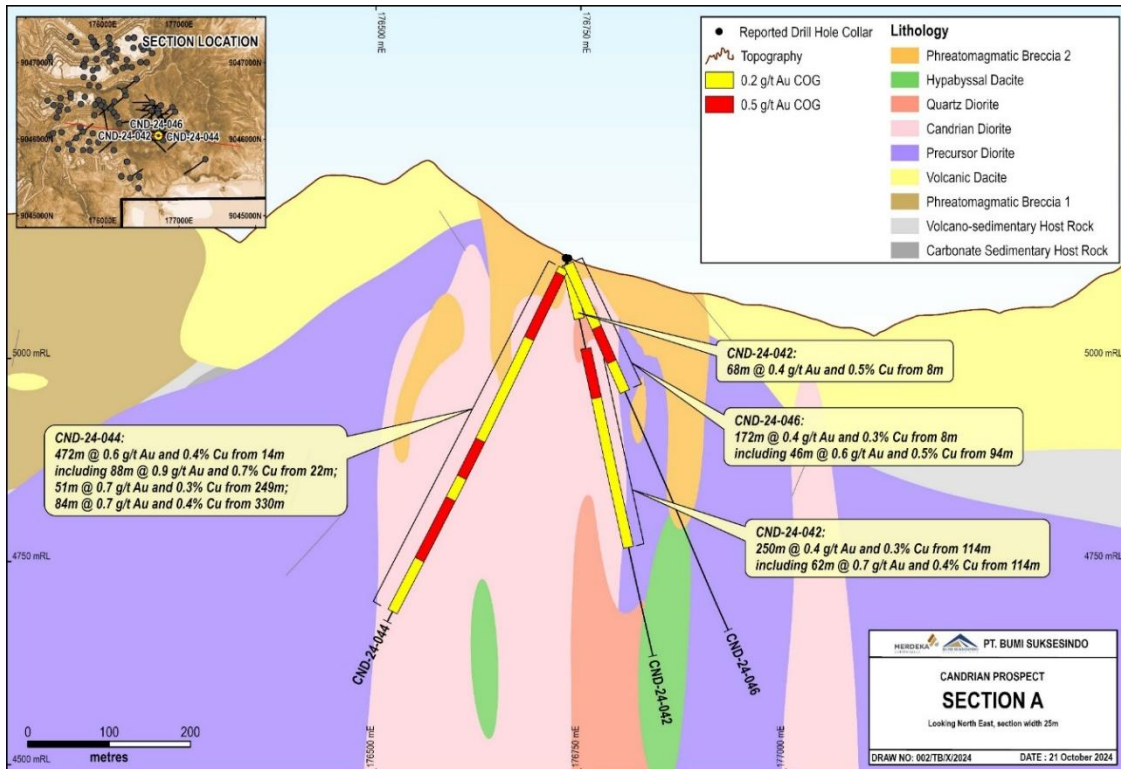 176000E
177000E
SECTION LOCATION
9047000N
9047000N
CND-24-046
CND-24-042
CND-24-044
9046000N
9046000N
9045000N
9045000N
176000E
177000E
176500 mE
176750 mE
Reported Drill Hole Collar
Topography
0.2 g/t Au COG
0.5 g/t Au COG
Lithology
Phreatomagmatic Breccia 2
Hypabyssal Dacite
Quartz Diorite
Candrian Diorite
Precursor Diorite
Volcanic Dacite
Phreatomagmatic Breccia 1
Volcano-sedimentary Host Rock
Carbonate Sedimentary Host Rock
5000 mRL
5000 mRL
CND-24-042:
68m @ 0.4 g/t Au and 0.5% Cu from 8m
CND-24-046:
172m @ 0.4 g/t Au and 0.3% Cu from 8m
including 46m @ 0.6 g/t Au and 0.5% Cu from 94m
CND-24-044:
472m @ 0.6 g/t Au and 0.4% Cu from 14m
including 88m @ 0.9 g/t Au and 0.7% Cu from 22m;
51m @ 0.7 g/t Au and 0.3% Cu from 249m;
84m @ 0.7 g/t Au and 0.4% Cu from 330m
CND-24-042:
250m @ 0.4 g/t Au and 0.3% Cu from 114m
including 62m @ 0.7 g/t Au and 0.4% Cu from 114m
4750 mRL
4750 mRL
CND-24-044
CND-24-042
CND-24-046
0 100 200
metres
4500 mRL
176500 mE
176750 mE
177000 mE
MERDEKA
PT. BUMI SUKSESINDO
CANDRIAN PROSPECT
SECTION A
Looking North East, section width 25m
DRAW NO: 002/TB/X/2024
DATE : 21 October 2024